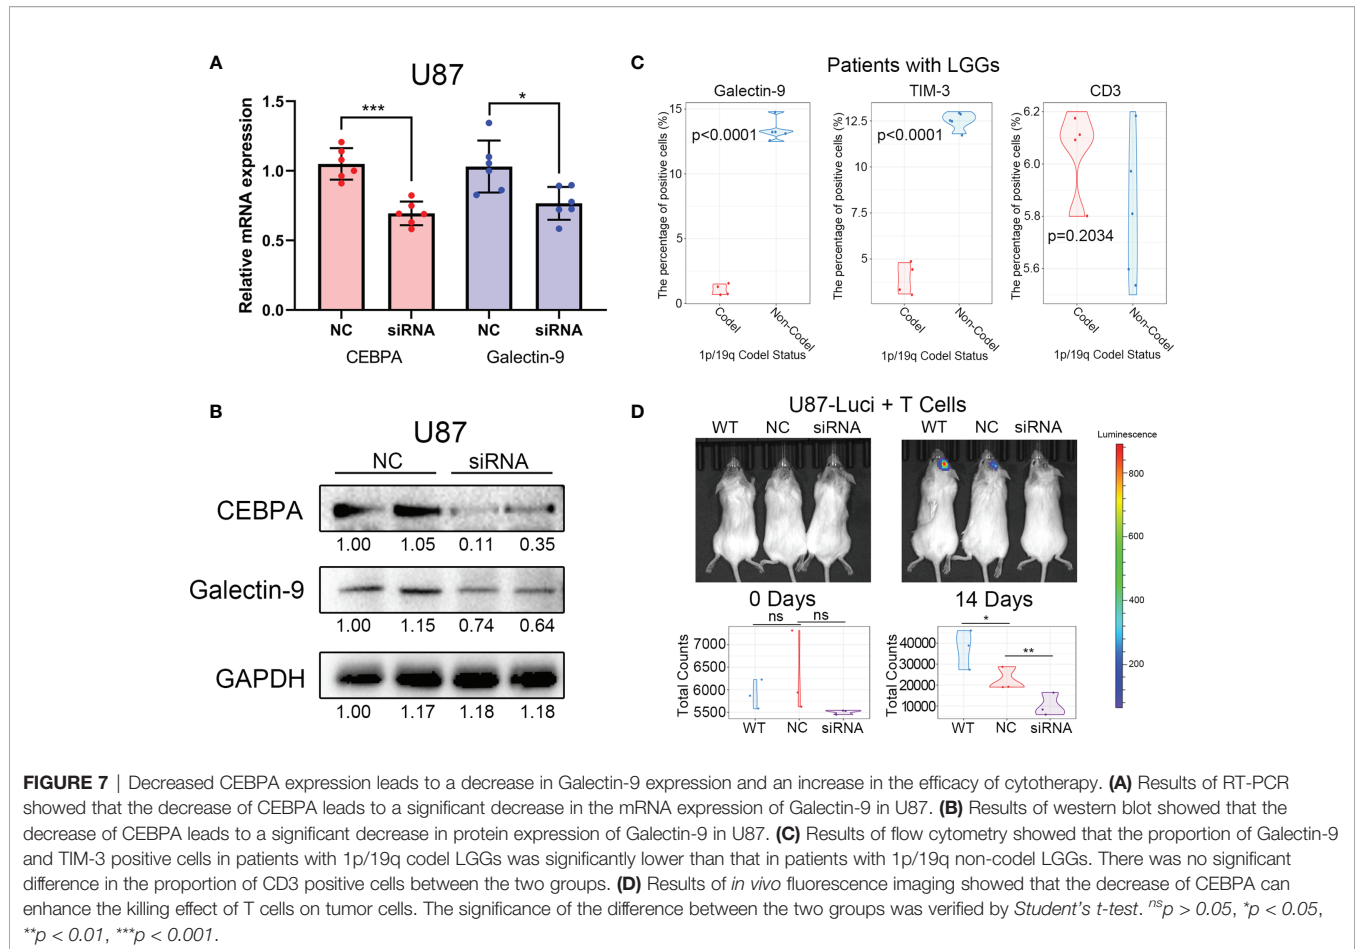 A
U87
Relative mRNA expression
1.5
1.0
0.5
0.0
***
*
NC siRNA NC siRNA
CEBPA Galectin-9
B
U87
NC siRNA
CEBPA
1.00 1.05 0.11 0.35
Galectin-9
1.00 1.15 0.74 0.64
GAPDH
1.00 1.17 1.18 1.18
C
Patients with LGGs
Galectin-9
The percentage of positive cells (%)
15
10
5
0
p<0.0001
Codel Non-Codel
1p/19q Codel Status
TIM-3
The percentage of positive cells (%)
12.5
10.0
7.5
5
p<0.0001
Codel Non-Codel
1p/19q Codel Status
CD3
The percentage of positive cells (%)
6.2
6.0
5.8
5.6
p=0.2034
Codel Non-Codel
1p/19q Codel Status
D
U87-Luci + T Cells
WT NC siRNA WT NC siRNA
Luminescence
800
600
400
200
0 Days 14 Days
Total Counts
7000
6500
6000
5500
ns ns
WT NC siRNA
Total Counts
40000
30000
20000
10000
*
**
WT NC siRNA
FIGURE 7 | Decreased CEBPA expression leads to a decrease in Galectin-9 expression and an increase in the efficacy of cytotherapy. (A) Results of RT-PCR
showed that the decrease of CEBPA leads to a significant decrease in the mRNA expression of Galectin-9 in U87. (B) Results of western blot showed that the
decrease of CEBPA leads to a significant decrease in protein expression of Galectin-9 in U87. (C) Results of flow cytometry showed that the proportion of Galectin-9
and TIM-3 positive cells in patients with 1p/19q codel LGGs was significantly lower than that in patients with 1p/19q non-codel LGGs. There was no significant
difference in the proportion of CD3 positive cells between the two groups. (D) Results of in vivo fluorescence imaging showed that the decrease of CEBPA can
enhance the killing effect of T cells on tumor cells. The significance of the difference between the two groups was verified by Student's t-test. nsp > 0.05, *p < 0.05,
**p < 0.01, ***p < 0.001.